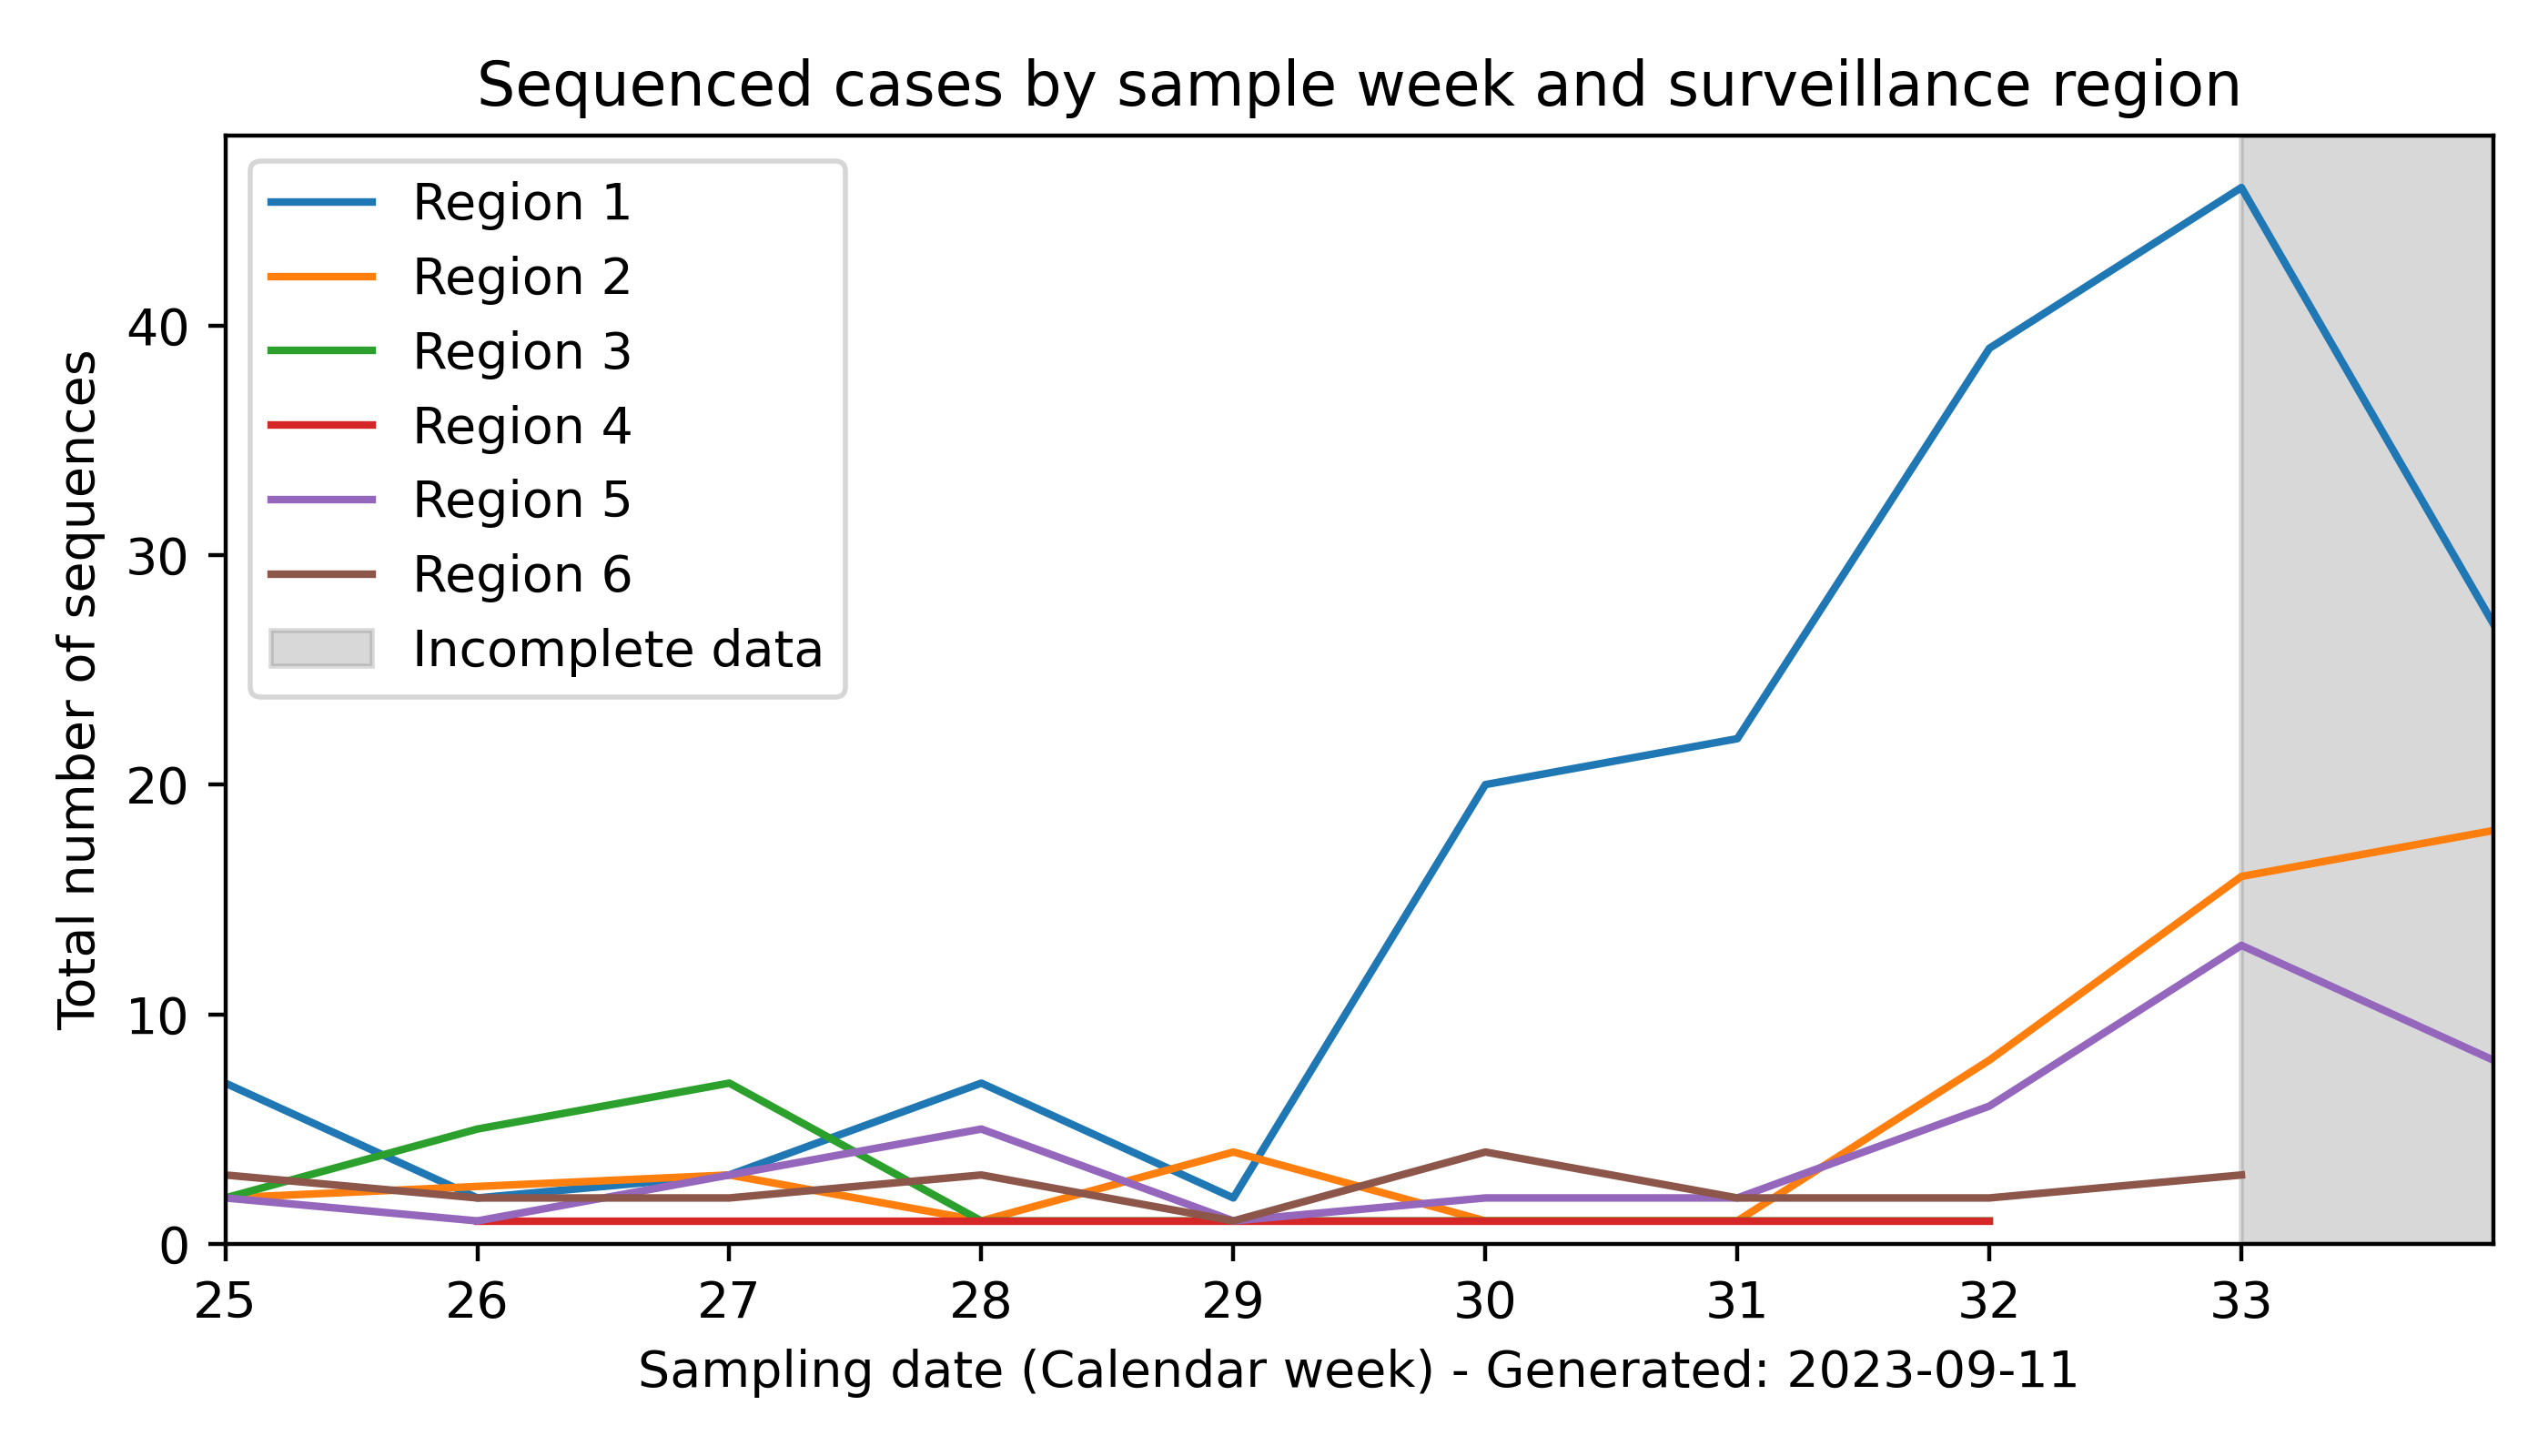 Sequenced cases by sample week and surveillance region
Region 1
Region 2
Region 3
Region 4
Region 5
Region 6
Incomplete data
Total number of sequences
40
30
20
10
0
25 26 27 28 29 30 31 32 33
Sampling date (Calendar week) - Generated: 2023-09-11